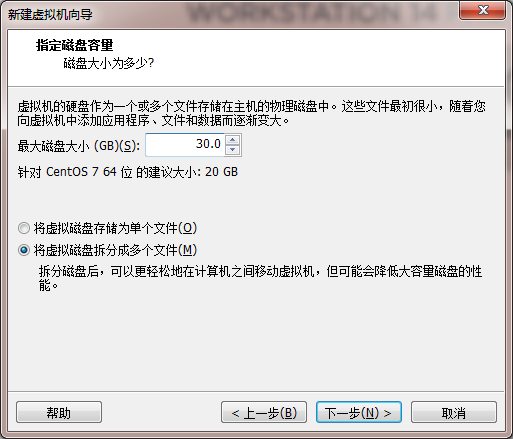 WORKSTATION 14
新建虚拟机向导
指定磁盘容量
磁盘大小为多少?
虚拟机的硬盘作为一个或多个文件存储在主机的物理磁盘中。这些文件最初很小，随着您
向虚拟机中添加应用程序、文件和数据而逐渐变大。
最大磁盘大小 (GB)(S): 30.0
针对 CentOS 7 64 位 的建议大小: 20 GB
将虚拟磁盘存储为单个文件(O)
将虚拟磁盘拆分成多个文件(M)
拆分磁盘后，可以更轻松地在计算机之间移动虚拟机，但可能会降低大容量磁盘的性
能。
帮助 < 上一步(B) 下一步(N) > 取消